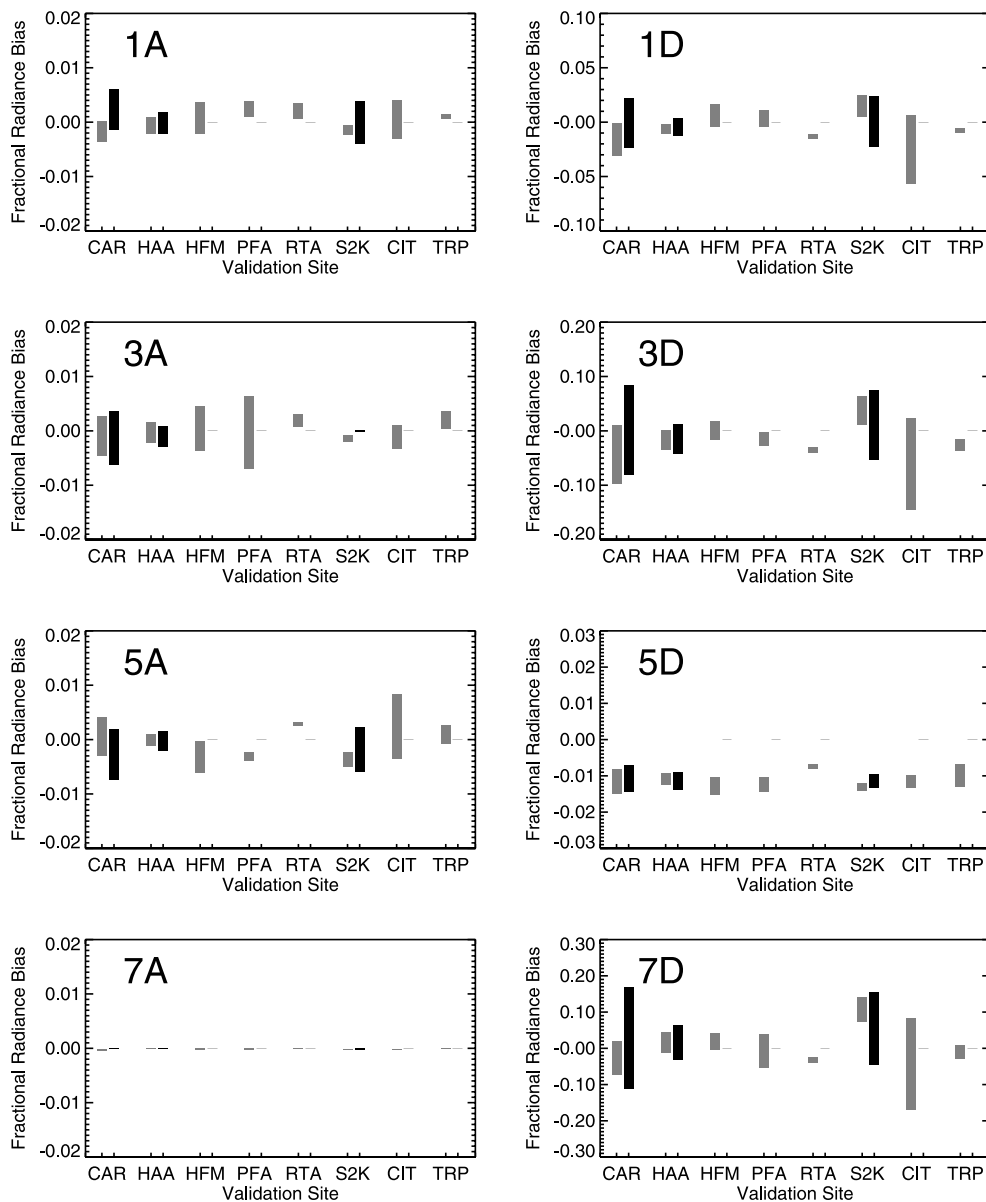 0.02
0.01
0.00
-0.01
-0.02
Fractional Radiance Bias
1A
CAR HAA HFM PFA RTA S2K CIT TRP
Validation Site
0.10
0.05
-0.00
-0.05
-0.10
Fractional Radiance Bias
1D
CAR HAA HFM PFA RTA S2K CIT TRP
Validation Site
0.02
0.01
0.00
-0.01
-0.02
Fractional Radiance Bias
3A
CAR HAA HFM PFA RTA S2K CIT TRP
Validation Site
0.20
0.10
-0.00
-0.10
-0.20
Fractional Radiance Bias
3D
CAR HAA HFM PFA RTA S2K CIT TRP
Validation Site
0.02
0.01
0.00
-0.01
-0.02
Fractional Radiance Bias
5A
CAR HAA HFM PFA RTA S2K CIT TRP
Validation Site
0.03
0.02
0.01
0.00
-0.01
-0.02
-0.03
Fractional Radiance Bias
5D
CAR HAA HFM PFA RTA S2K CIT TRP
Validation Site
0.02
0.01
0.00
-0.01
-0.02
Fractional Radiance Bias
7A
CAR HAA HFM PFA RTA S2K CIT TRP
Validation Site
0.30
0.20
0.10
-0.00
-0.10
-0.20
-0.30
Fractional Radiance Bias
7D
CAR HAA HFM PFA RTA S2K CIT TRP
Validation Site